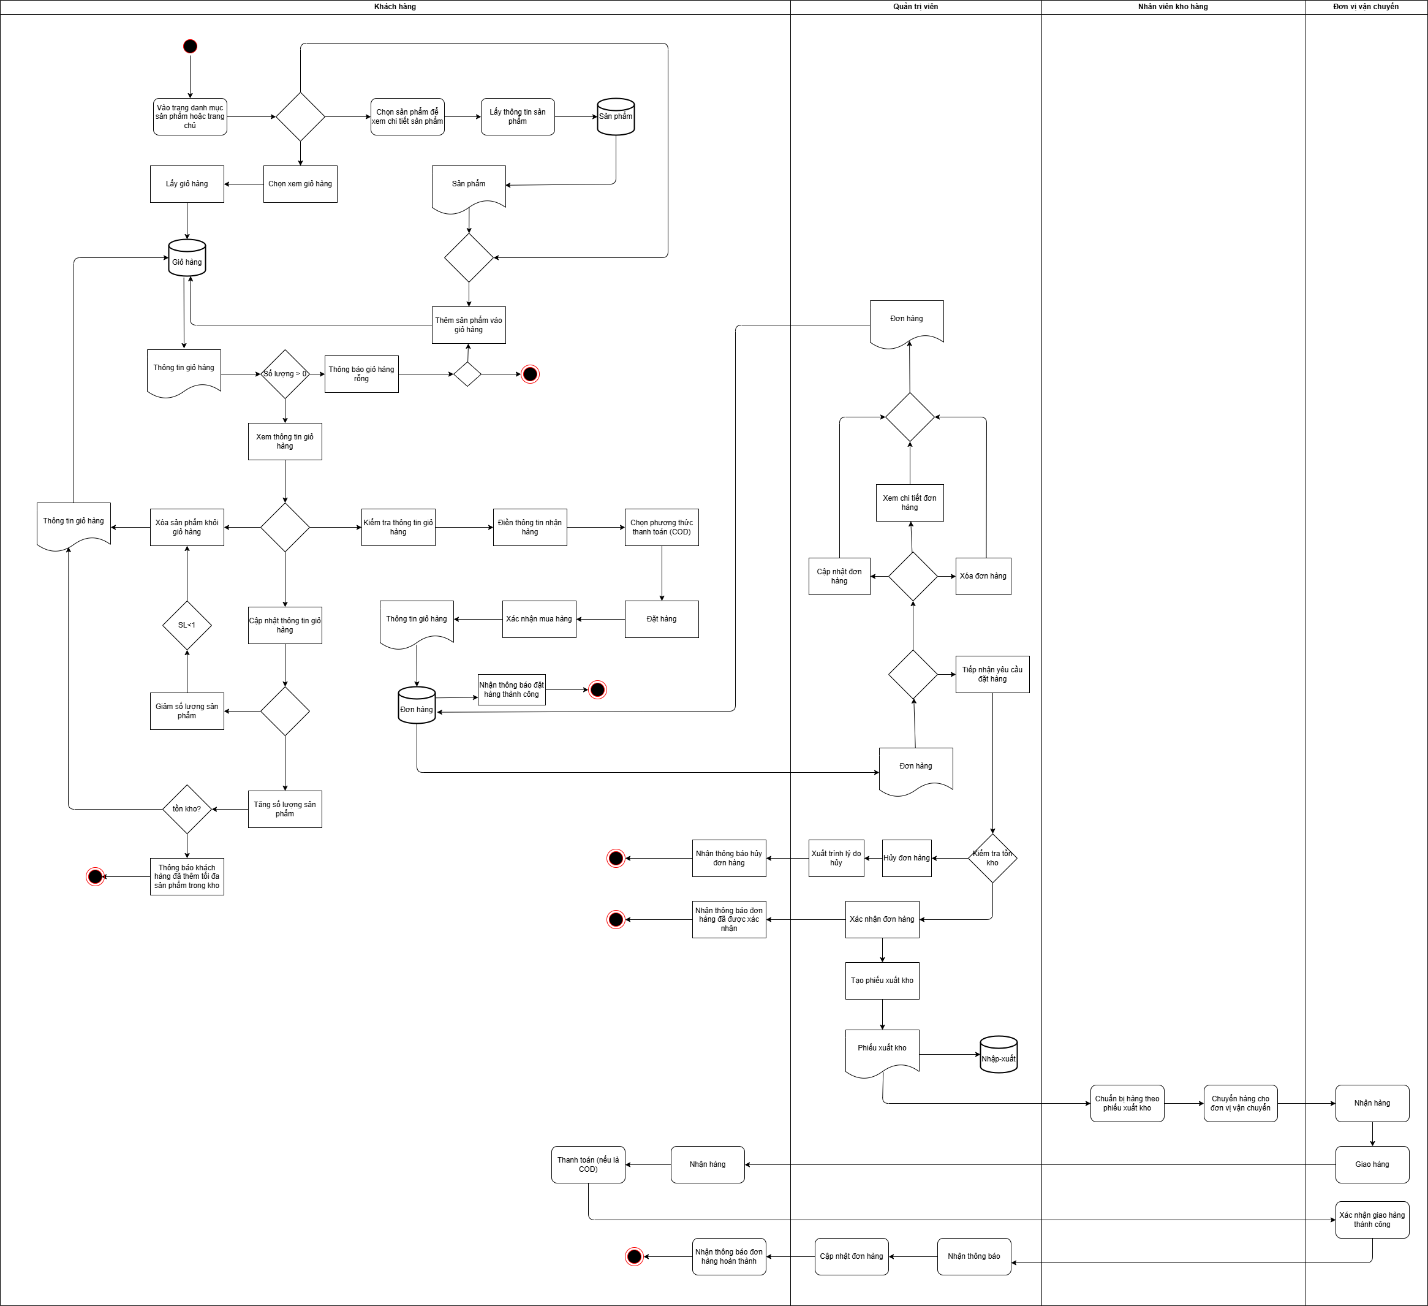 Khách hàng
Quản trị viên
Nhân viên kho hàng
Đơn vị vận chuyển
Vào trang danh mục
sản phẩm hoặc trang
chủ
Chọn sản phẩm để
xem chi tiết sản phẩm
Lấy thông tin sản
phẩm
Sản phẩm
Lấy giỏ hàng
Chọn xem giỏ hàng
Sản phẩm
Giỏ hàng
Thêm sản phẩm vào
giỏ hàng
Đơn hàng
Thông tin giỏ hàng
Số lượng > 0
Thông báo giỏ hàng
rỗng
Xem thông tin giỏ
hàng
Xem chi tiết đơn
hàng
Thông tin giỏ hàng
Xóa sản phẩm khỏi
giỏ hàng
Kiểm tra thông tin giỏ
hàng
Điền thông tin nhận
hàng
Chọn phương thức
thanh toán (COD)
Cập nhật đơn
hàng
Xóa đơn hàng
SL<1
Cập nhật thông tin giỏ
hàng
Thông tin giỏ hàng
Xác nhận mua hàng
Đặt hàng
Tiếp nhận yêu cầu
đặt hàng
Giảm số lượng sản
phẩm
Đơn hàng
Nhận thông báo đặt
hàng thành công
Đơn hàng
tồn kho?
Tăng số lượng sản
phẩm
Thông báo khách
hàng đã thêm tối đa
sản phẩm trong kho
Nhận thông báo hủy
đơn hàng
Xuất trình lý do
hủy
Hủy đơn hàng
Kiểm tra tồn
kho
Nhận thông báo đơn
hàng đã được xác
nhận
Xác nhận đơn hàng
Tạo phiếu xuất kho
Phiếu xuất kho
Nhập-xuất
Chuẩn bị hàng theo
phiếu xuất kho
Chuyển hàng cho
đơn vị vận chuyển
Nhận hàng
Thanh toán (nếu là
COD)
Nhận hàng
Giao hàng
Xác nhận giao hàng
thành công
Nhận thông báo đơn
hàng hoàn thành
Cập nhật đơn hàng
Nhận thông báo